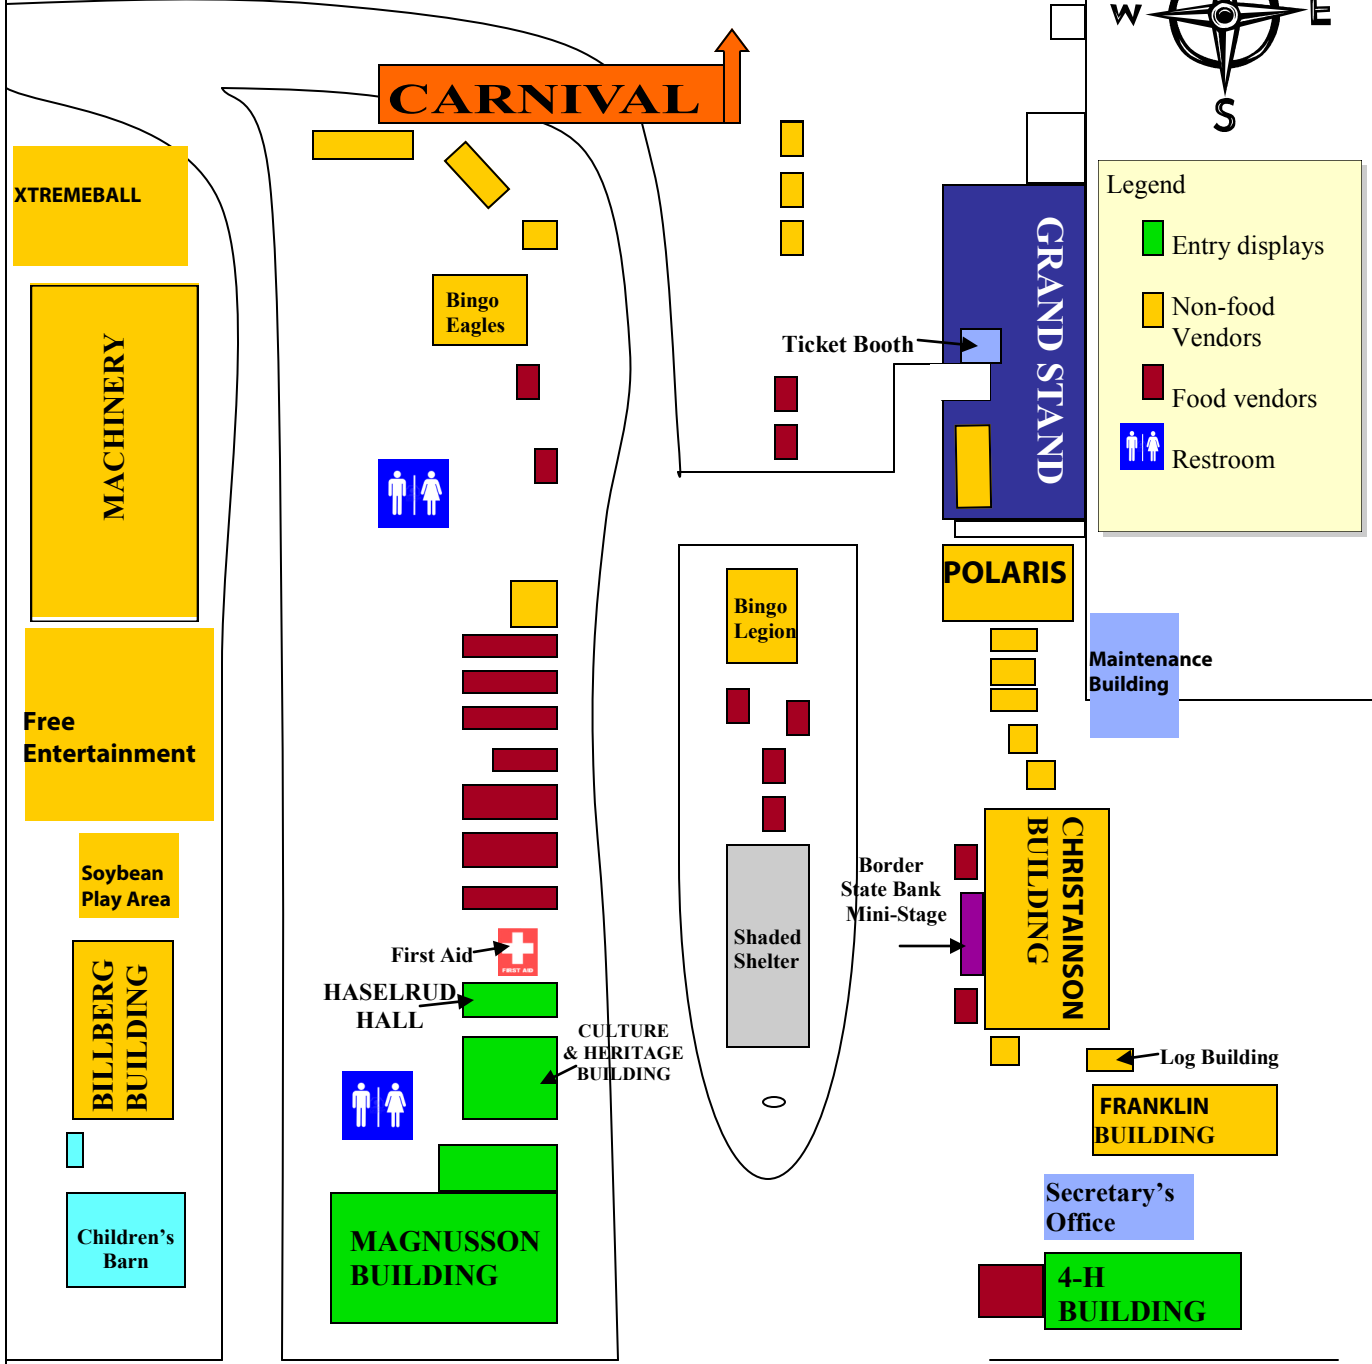 W
E
S
CARNIVAL
XTREMEBALL
Legend
Entry displays
Non-food
Vendors
Food vendors
Restroom
GRAND STAND
Ticket Booth
Bingo
Eagles
MACHINERY
POLARIS
Bingo
Legion
Maintenance
Building
Free
Entertainment
Soybean
Play Area
CHRISTAINSON
BUILDING
Border
State Bank
Mini-Stage
Shaded
Shelter
First Aid
FIRST AID
HASELRUD
HALL
BILLBERG
BUILDING
CULTURE
& HERITAGE
BUILDING
Log Building
FRANKLIN
BUILDING
Secretary's
Office
Children's
Barn
MAGNUSSON
BUILDING
4-H
BUILDING